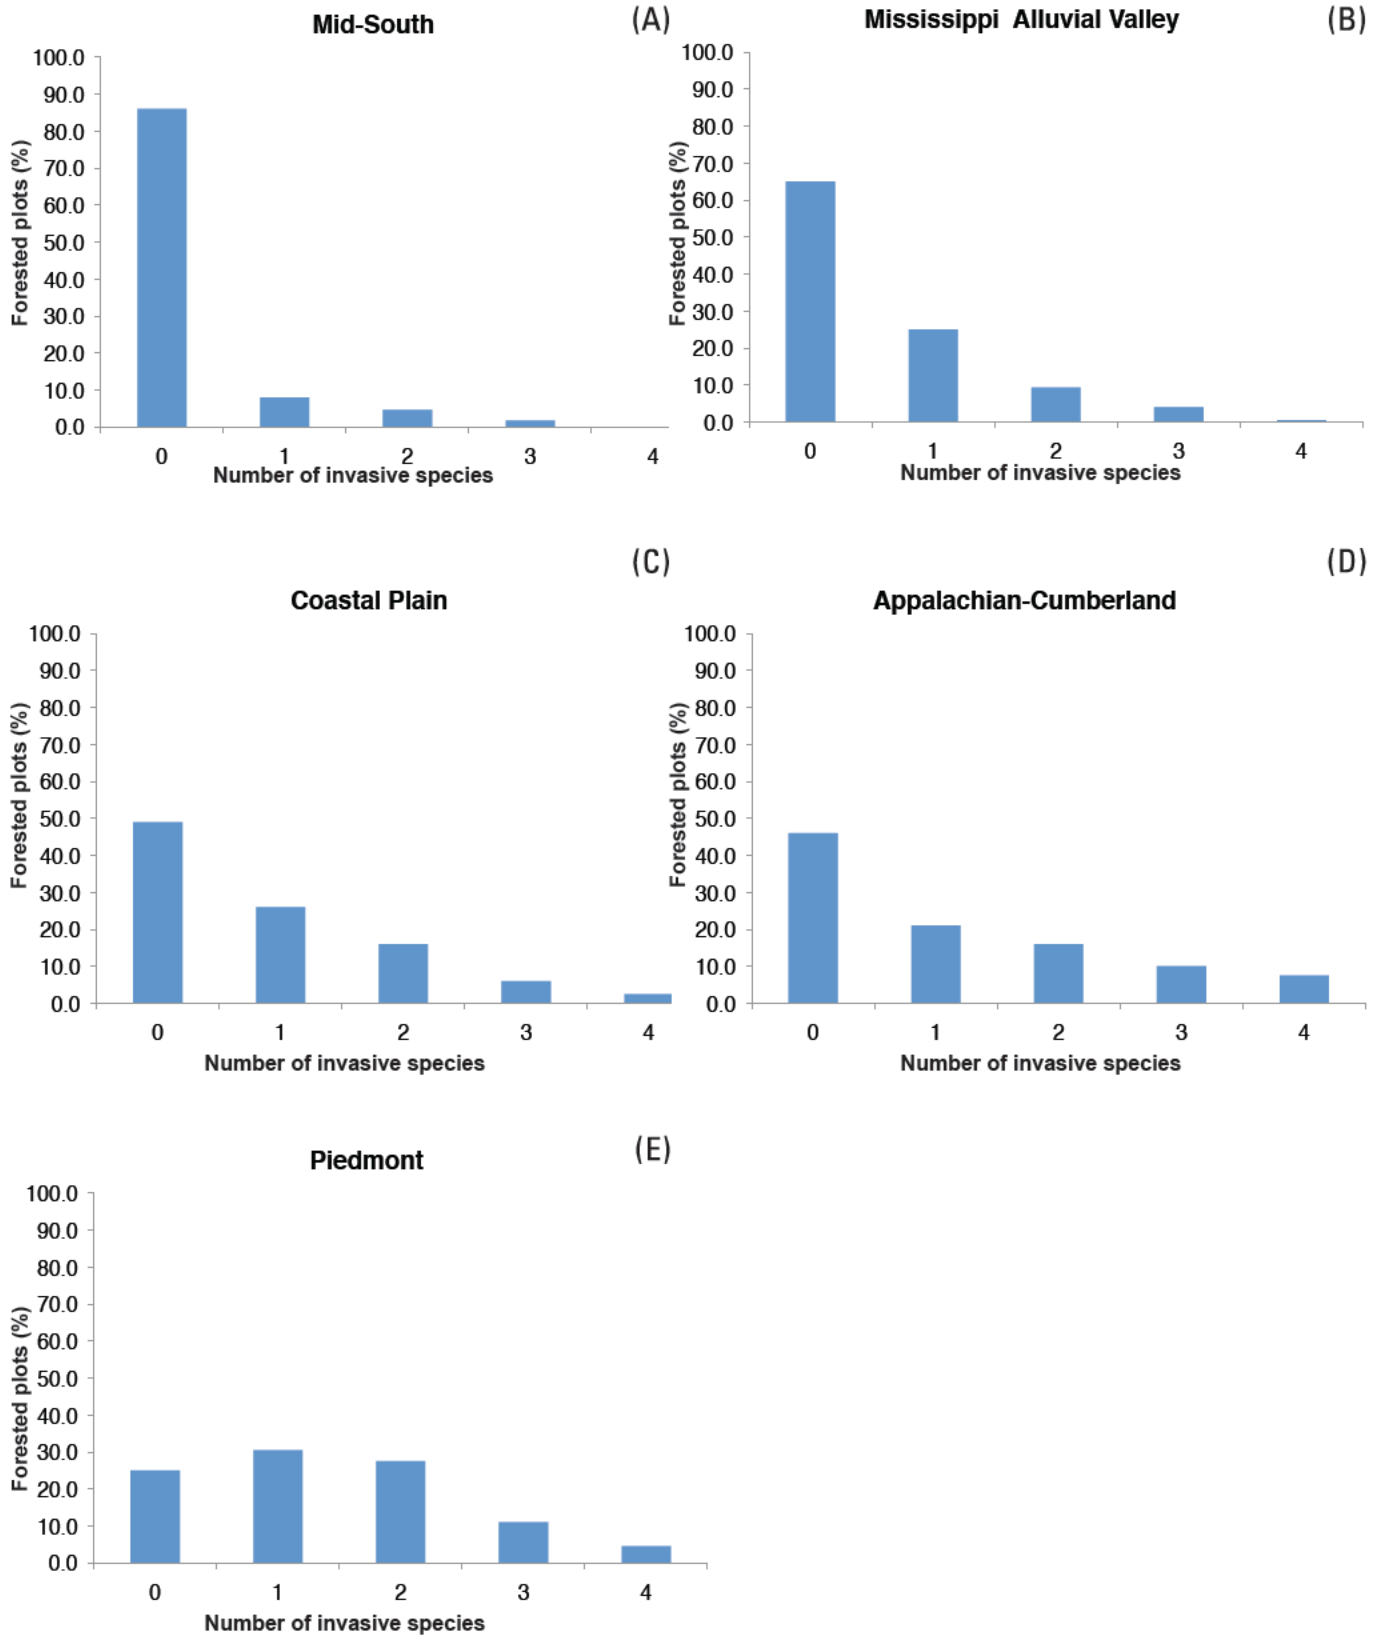 Mid-South
(A)
100.0
90.0
80.0
70.0
60.0
50.0
40.0
30.0
20.0
10.0
0.0
Forested plots (%)
0 1 2 3 4
Number of invasive species
Mississippi Alluvial Valley
(B)
100.0
90.0
80.0
70.0
60.0
50.0
40.0
30.0
20.0
10.0
0.0
Forested plots (%)
0 1 2 3 4
Number of invasive species
(C)
Coastal Plain
100.0
90.0
80.0
70.0
60.0
50.0
40.0
30.0
20.0
10.0
0.0
Forested plots (%)
0 1 2 3 4
Number of invasive species
(D)
Appalachian-Cumberland
100.0
90.0
80.0
70.0
60.0
50.0
40.0
30.0
20.0
10.0
0.0
Forested plots (%)
0 1 2 3 4
Number of invasive species
(E)
Piedmont
100.0
90.0
80.0
70.0
60.0
50.0
40.0
30.0
20.0
10.0
0.0
Forested plots (%)
0 1 2 3 4
Number of invasive species